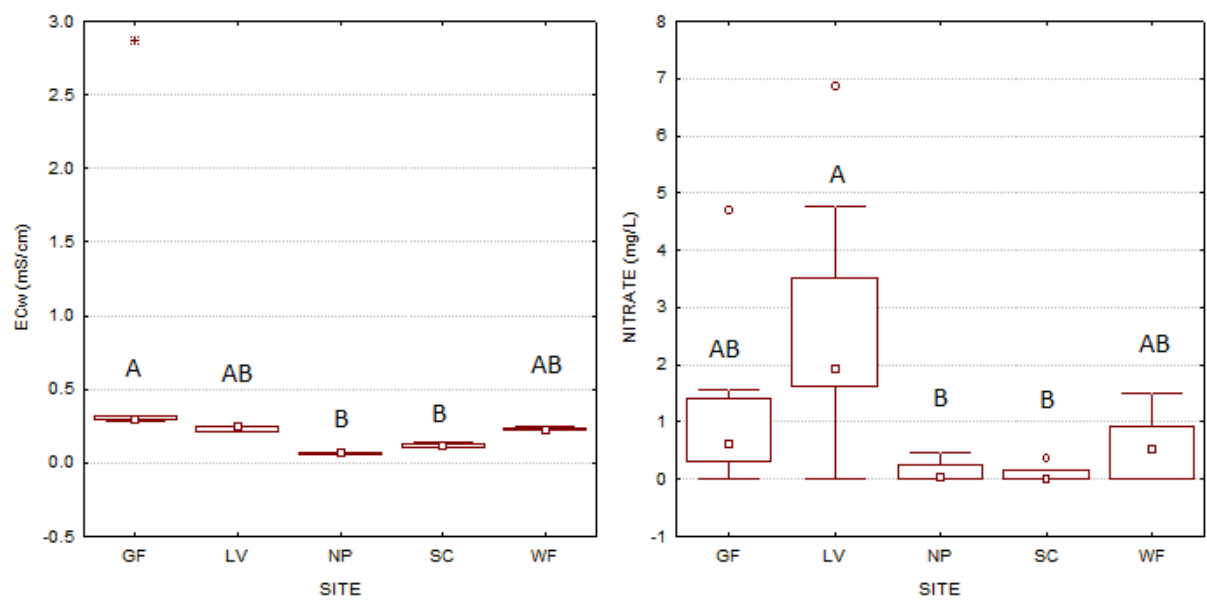 3.0
2.5
2.0
1.5
1.0
0.5
0.0
-0.5
ECw (mS/cm)
A
AB
B
B
AB
GF LV NP SC WF
SITE
8
7
6
5
4
3
2
1
0
-1
NITRATE (mg/L)
AB
A
B
B
AB
GF LV NP SC WF
SITE